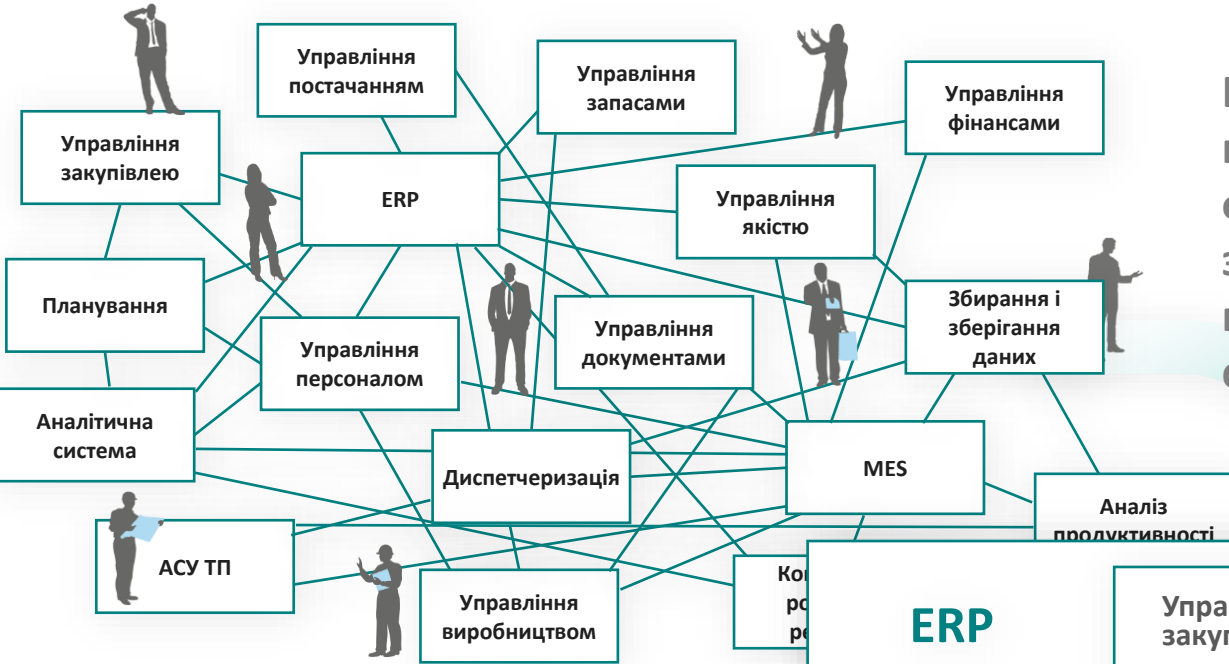 Управління
постачанням
Управління
запасами
Управління
фінансами
Управління
закупівлею
ERP
Управління
якістю
Планування
Збирання і
зберігання
даних
Управління
персоналом
Управління
документами
Аналітична
система
Диспетчеризація
MES
Аналіз
продуктивності
АСУ ТП
Управління
виробництвом
ERP